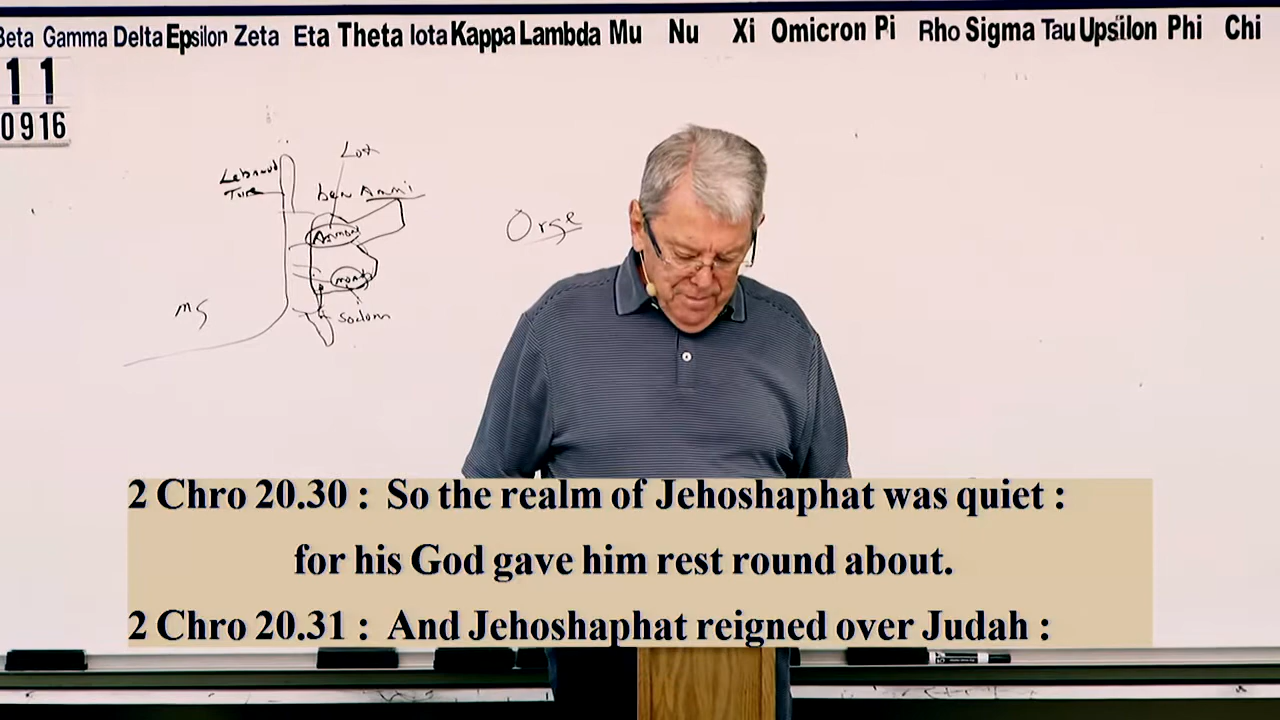 Beta Gamma Delta Epsilon Zeta Eta Theta Iota Kappa Lambda Mu Nu Xi Omicron Pi Rho Sigma Tau Upsilon Phi Chi
11
0916
Lot
Ben Ammi
Ammon
Moab
Sodom
MS
Orge
2 Chro 20.30 : So the realm of Jehoshaphat was quiet :
for his God gave him rest round about.
2 Chro 20.31 : And Jehoshaphat reigned over Judah :